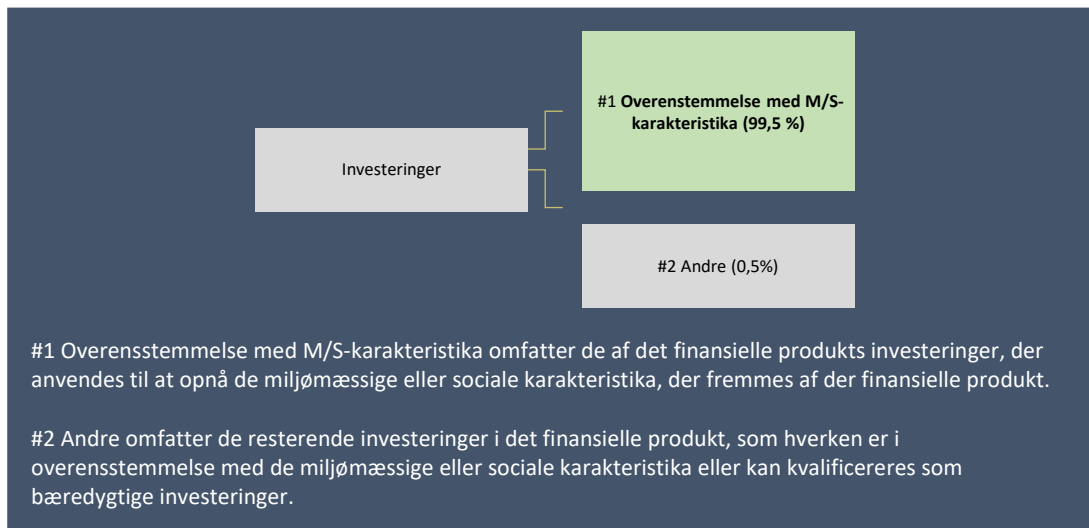 #1 Overenstemmelse med M/S-
karakteristika (99,5 %)
Investeringer
#2 Andre (0,5%)
#1 Overensstemmelse med M/S-karakteristika omfatter de af det finansielle produkts investeringer, der
anvendes til at opnå de miljømæssige eller sociale karakteristika, der fremmes af der finansielle produkt.
#2 Andre omfatter de resterende investeringer i det finansielle produkt, som hverken er i
overensstemmelse med de miljømæssige eller sociale karakteristika eller kan kvalificereres som
bæredygtige investeringer.